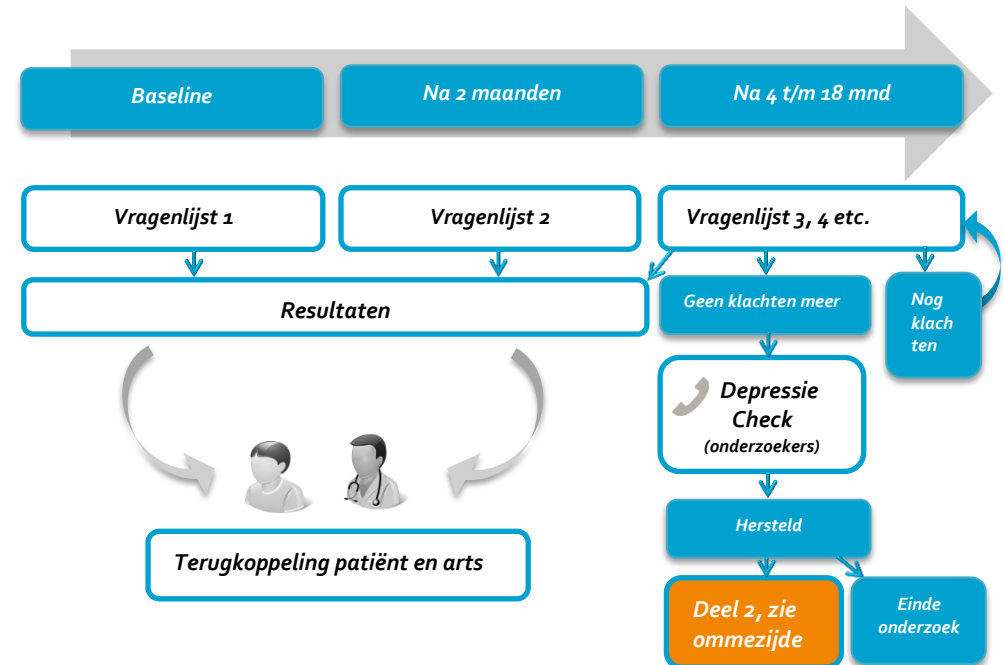 Baseline
Na 2 maanden
Na 4 t/m 18 mnd
Vragenlijst 1
Vragenlijst 2
Vragenlijst 3, 4 etc.
Resultaten
Geen klachten meer
Nog
klach
ten
Depressie
Check
(onderzoekers)
Hersteld
Terugkoppeling patiënt en arts
Deel 2, zie
ommezijde
Einde
onderzoek